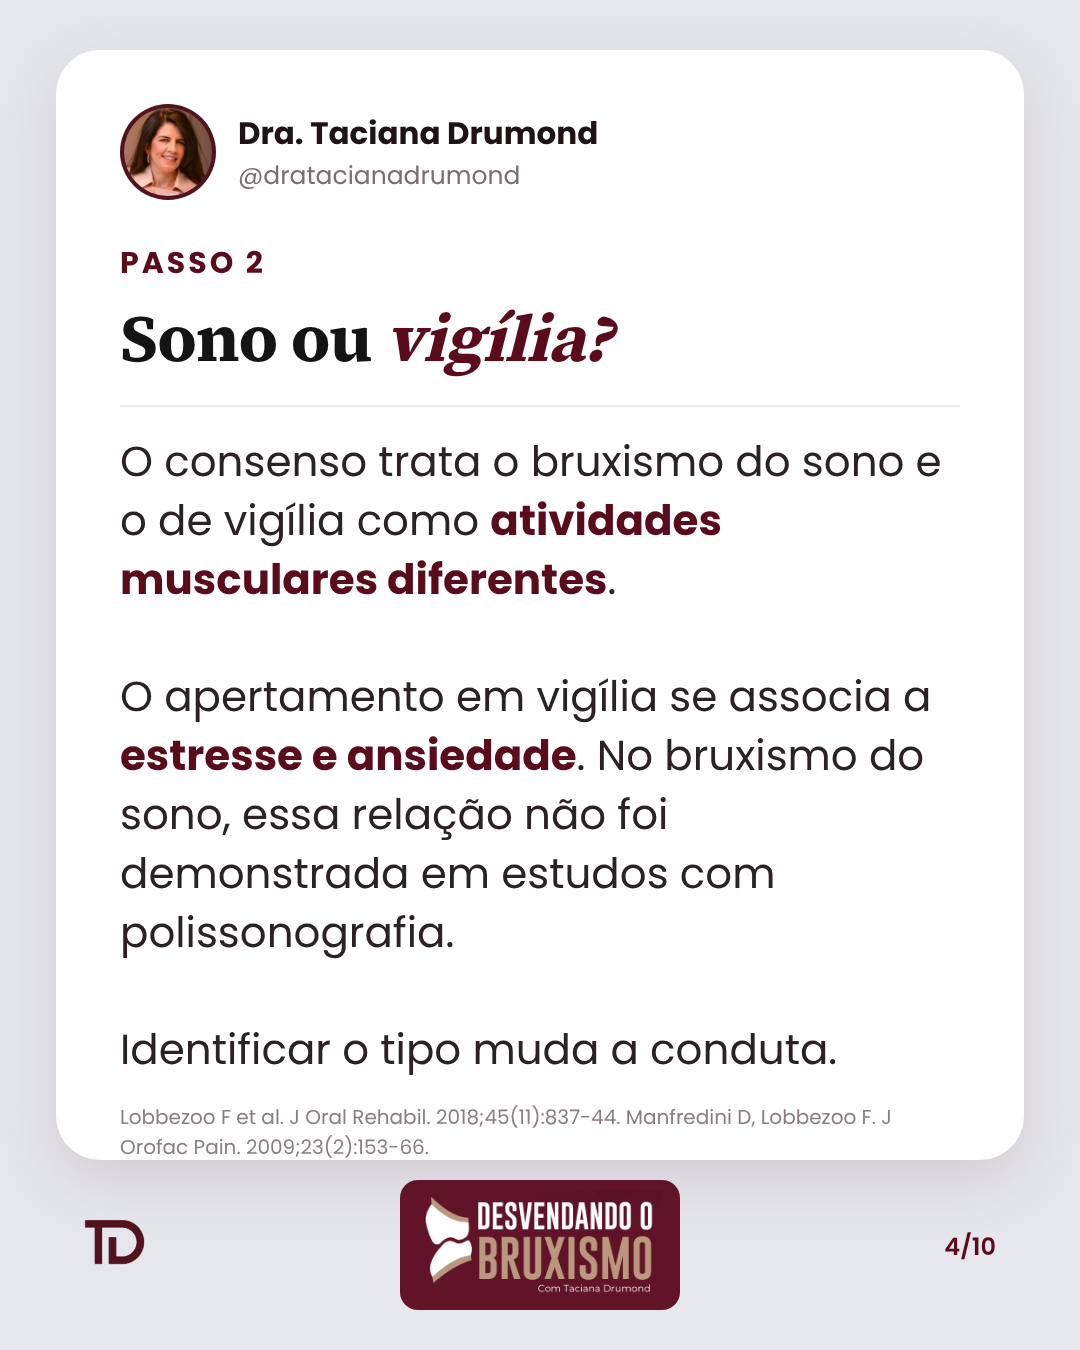 Dra. Taciana Drumond
@dratacianadrumond
PASSO 2
Sono ou vigília?
O consenso trata o bruxismo do sono e
o de vigília como atividades
musculares diferentes.
O apertamento em vigília se associa a
estresse e ansiedade. No bruxismo do
sono, essa relação não foi
demonstrada em estudos com
polissonografia.
Identificar o tipo muda a conduta.
Lobbezoo F et al. J Oral Rehabil. 2018;45(11):837-44. Manfredini D, Lobbezoo F. J
Orofac Pain. 2009;23(2):153-66.
TD
DESVENDANDO O
BRUXISMO
Com Taciana Drumond
4/10